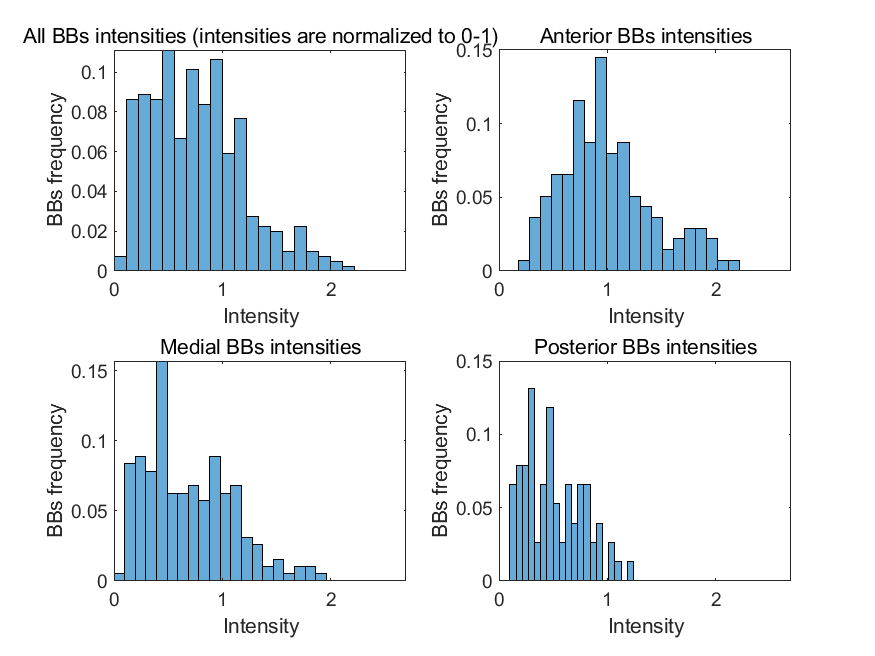 All BBs intensities (intensities are normalized to 0-1)
BBs frequency
0.1
0.08
0.06
0.04
0.02
0
0 1 2
Intensity
Anterior BBs intensities
BBs frequency
0.15
0.1
0.05
0
0 1 2
Intensity
Medial BBs intensities
BBs frequency
0.15
0.1
0.05
0
0 1 2
Intensity
Posterior BBs intensities
BBs frequency
0.15
0.1
0.05
0
0 1 2
Intensity